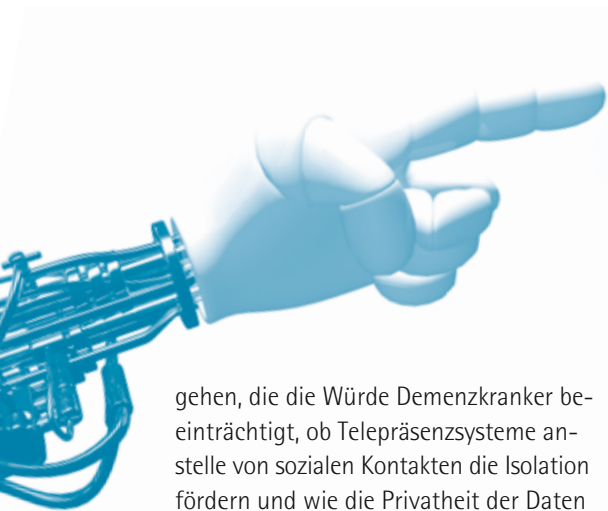 gehen, die die Würde Demenzkranker be-
einträchtigt, ob Telepräsenzsysteme an-
stelle von sozialen Kontakten die Isolation
fördern und wie die Privatheit der Daten